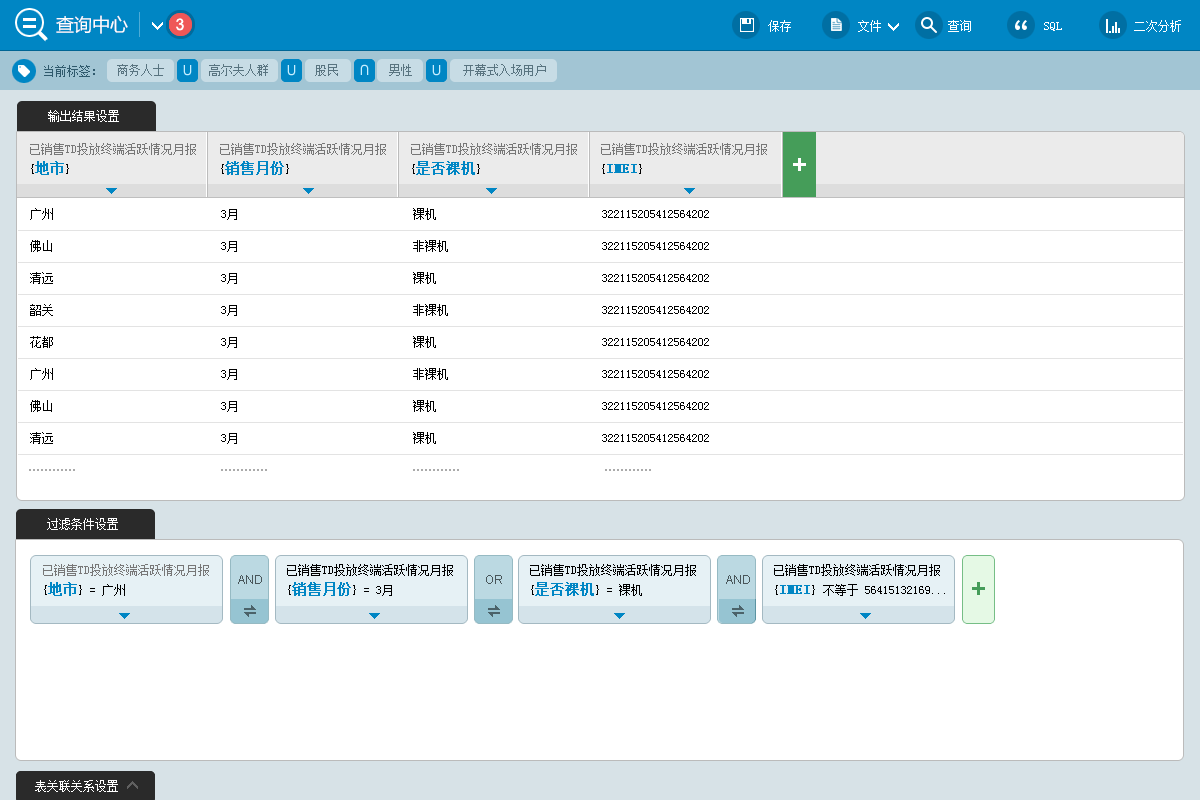 查询中心 3 保存 文件 查询 SQL 二次分析
当前标签: 商务人士 U 高尔夫人群 U 股民 ∩ 男性 U 开幕式入场用户
输出结果设置
已销售TD投放终端活跃情况月报 已销售TD投放终端活跃情况月报 已销售TD投放终端活跃情况月报 已销售TD投放终端活跃情况月报
{地市} {销售月份} {是否裸机} {IMEI} +
广州 3月 裸机 322115205412564202
佛山 3月 非裸机 322115205412564202
清远 3月 裸机 322115205412564202
韶关 3月 非裸机 322115205412564202
花都 3月 裸机 322115205412564202
广州 3月 非裸机 322115205412564202
佛山 3月 裸机 322115205412564202
清远 3月 裸机 322115205412564202
············ ············ ············ ············
过滤条件设置
已销售TD投放终端活跃情况月报 已销售TD投放终端活跃情况月报 已销售TD投放终端活跃情况月报 已销售TD投放终端活跃情况月报
{地市} = 广州 AND {销售月份} = 3月 OR {是否裸机} = 裸机 AND {IMEI} 不等于 56415132169... +
表关联关系设置